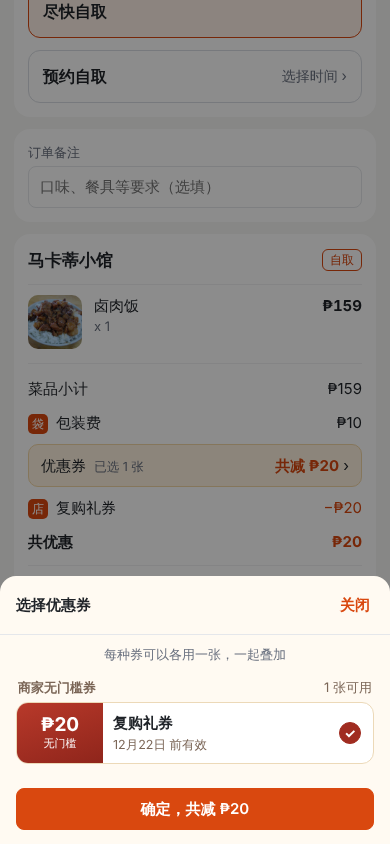 尽快自取
预约自取 选择时间 ›
订单备注
口味、餐具等要求（选填）
马卡蒂小馆 自取
卤肉饭 ₱159
x 1
菜品小计 ₱159
袋 包装费 ₱10
优惠券 已选 1 张 共减 ₱20 ›
店 复购礼券 −₱20
共优惠 ₱20
选择优惠券 关闭
每种券可以各用一张，一起叠加
商家无门槛券 1 张可用
₱20 复购礼券
无门槛 12月22日 前有效
确定，共减 ₱20